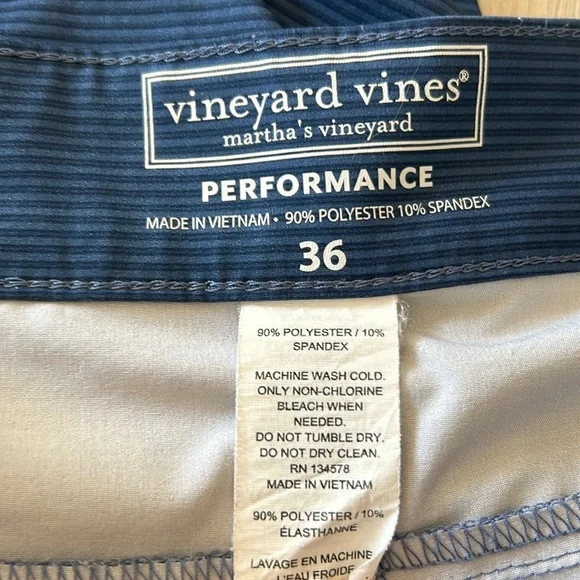 vineyard vines®
martha's vineyard
PERFORMANCE
MADE IN VIETNAM • 90% POLYESTER 10% SPANDEX
36
90% POLYESTER / 10%
SPANDEX
MACHINE WASH COLD.
ONLY NON-CHLORINE
BLEACH WHEN
NEEDED.
DO NOT TUMBLE DRY.
DO NOT DRY CLEAN.
RN 134578
MADE IN VIETNAM
90% POLYESTER / 10%
ÉLASTHANNE
LAVAGE EN MACHINE
L'EAU FROIDE